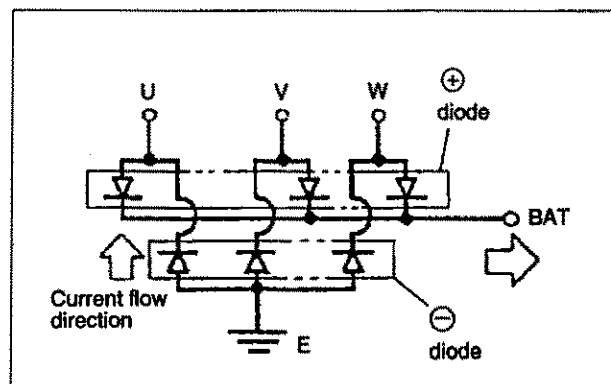 U V W
⊕
diode
BAT
Current flow
direction
E
⊖
diode